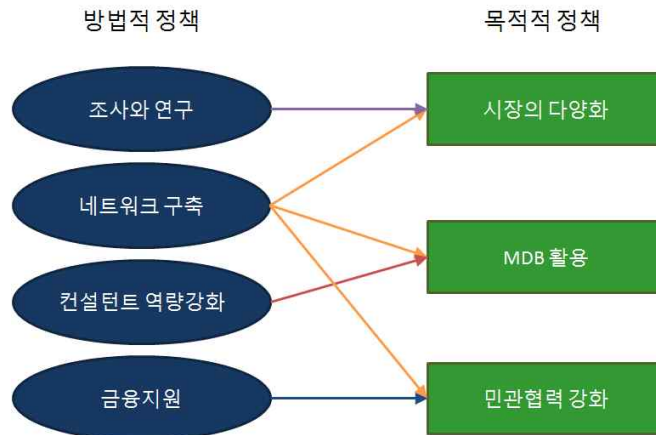 방법적 정책
목적적 정책
조사와 연구
시장의 다양화
네트워크 구축
MDB 활용
컨설턴트 역량강화
금융지원
민관협력 강화